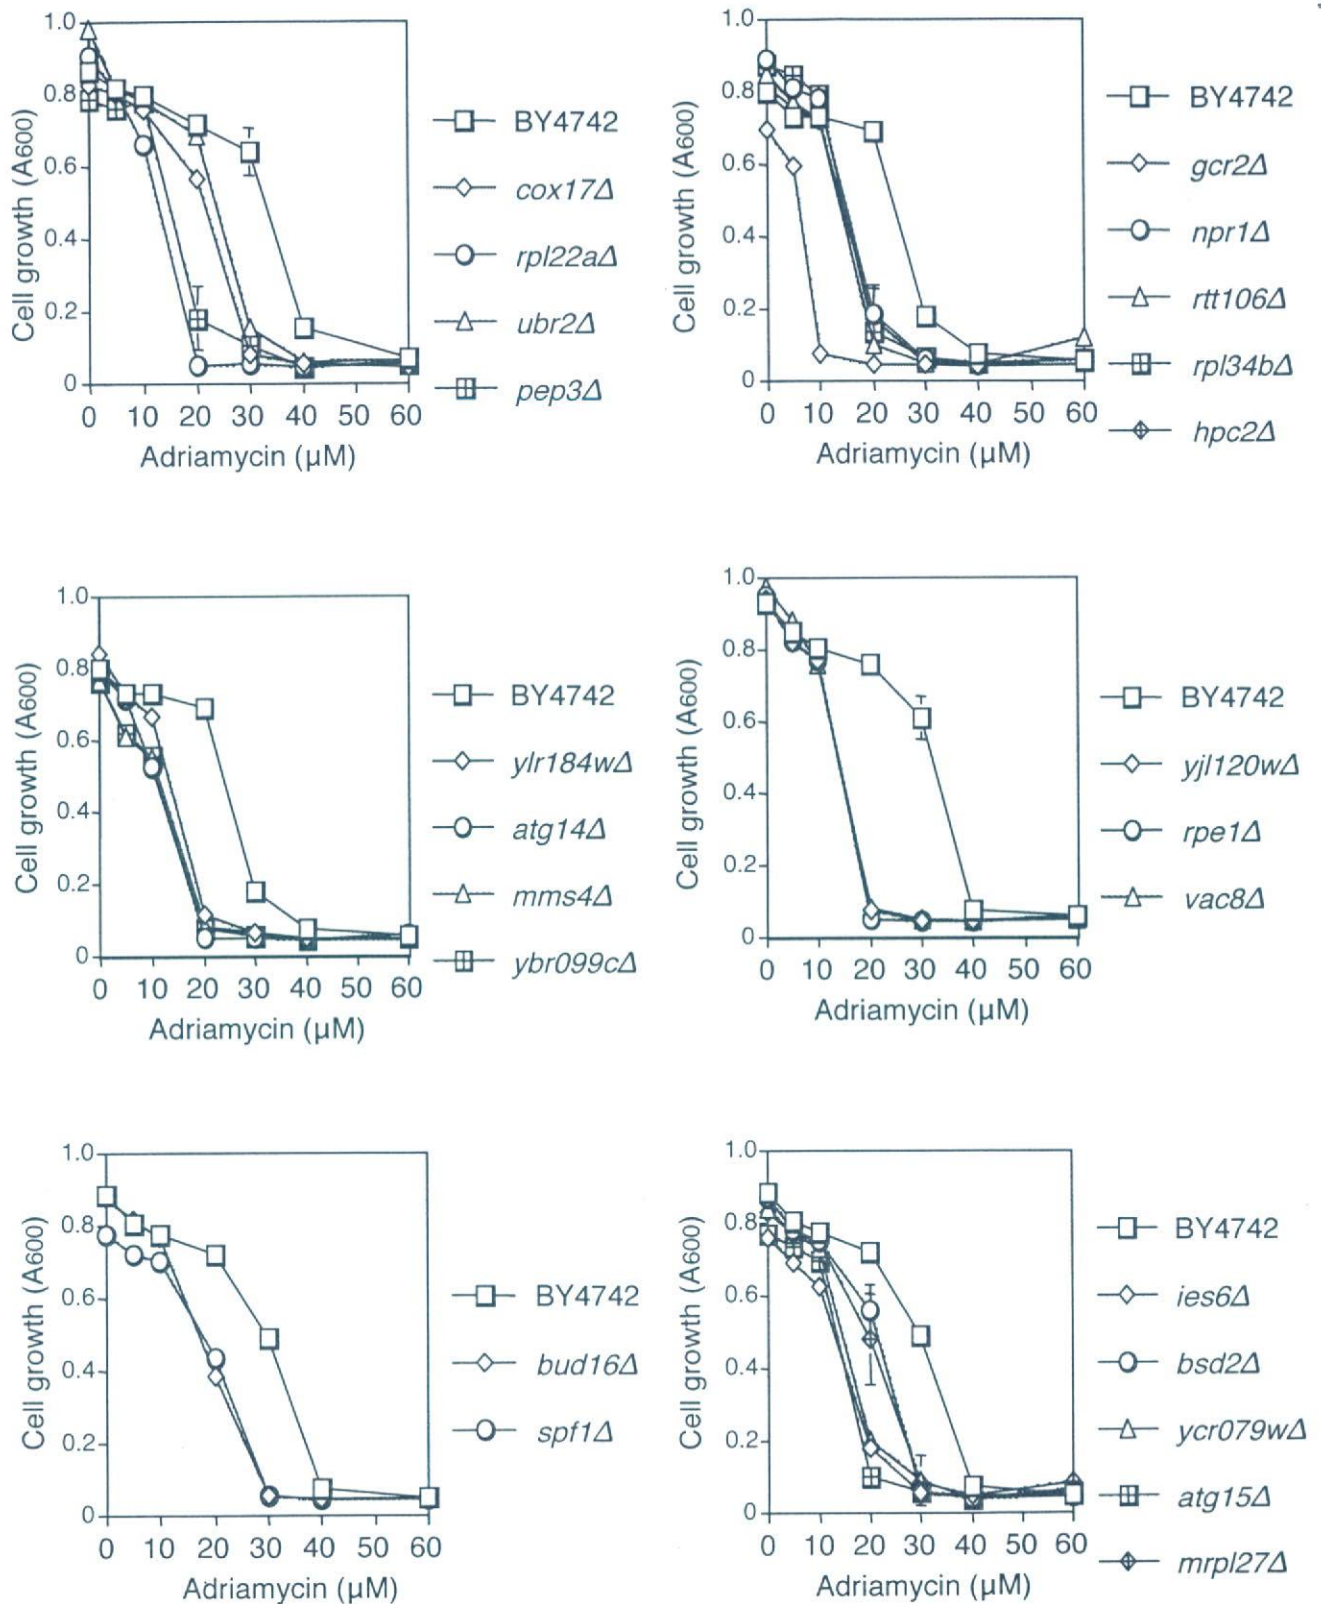 1.0
0.8
0.6
0.4
0.2
0
Cell growth (A600)
0 10 20 30 40 50 60
Adriamycin (µM)
BY4742
cox17Δ
rpl22aΔ
ubr2Δ
pep3Δ
1.0
0.8
0.6
0.4
0.2
0
Cell growth (A600)
0 10 20 30 40 50 60
Adriamycin (µM)
BY4742
gcr2Δ
npr1Δ
rtt106Δ
rpl34bΔ
hpc2Δ
1.0
0.8
0.6
0.4
0.2
0
Cell growth (A600)
0 10 20 30 40 50 60
Adriamycin (µM)
BY4742
ylr184wΔ
atg14Δ
mms4Δ
ybr099cΔ
1.0
0.8
0.6
0.4
0.2
0
Cell growth (A600)
0 10 20 30 40 50 60
Adriamycin (µM)
BY4742
yjl120wΔ
rpe1Δ
vac8Δ
1.0
0.8
0.6
0.4
0.2
0
Cell growth (A600)
0 10 20 30 40 50 60
Adriamycin (µM)
BY4742
bud16Δ
spf1Δ
1.0
0.8
0.6
0.4
0.2
0
Cell growth (A600)
0 10 20 30 40 50 60
Adriamycin (µM)
BY4742
ies6Δ
bsd2Δ
ycr079wΔ
atg15Δ
mrpl27Δ